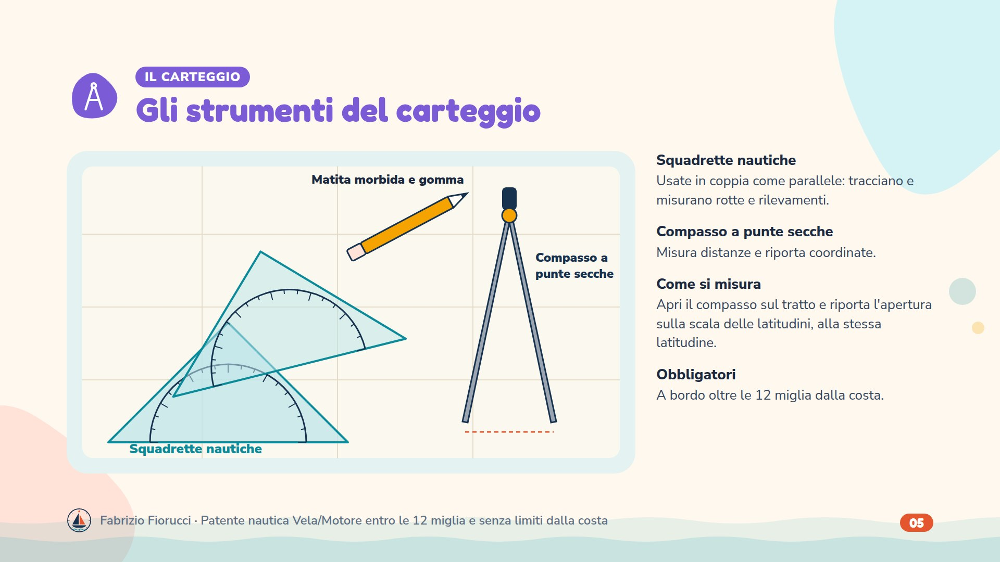 IL CARTEGGIO
Gli strumenti del carteggio
Matita morbida e gomma
Compasso a
punte secche
Squadrette nautiche
Squadrette nautiche
Usate in coppia come parallele: tracciano e
misurano rotte e rilevamenti.
Compasso a punte secche
Misura distanze e riporta coordinate.
Come si misura
Apri il compasso sul tratto e riporta l'apertura
sulla scala delle latitudini, alla stessa
latitudine.
Obbligatori
A bordo oltre le 12 miglia dalla costa.
Fabrizio Fiorucci · Patente nautica Vela/Motore entro le 12 miglia e senza limiti dalla costa
05